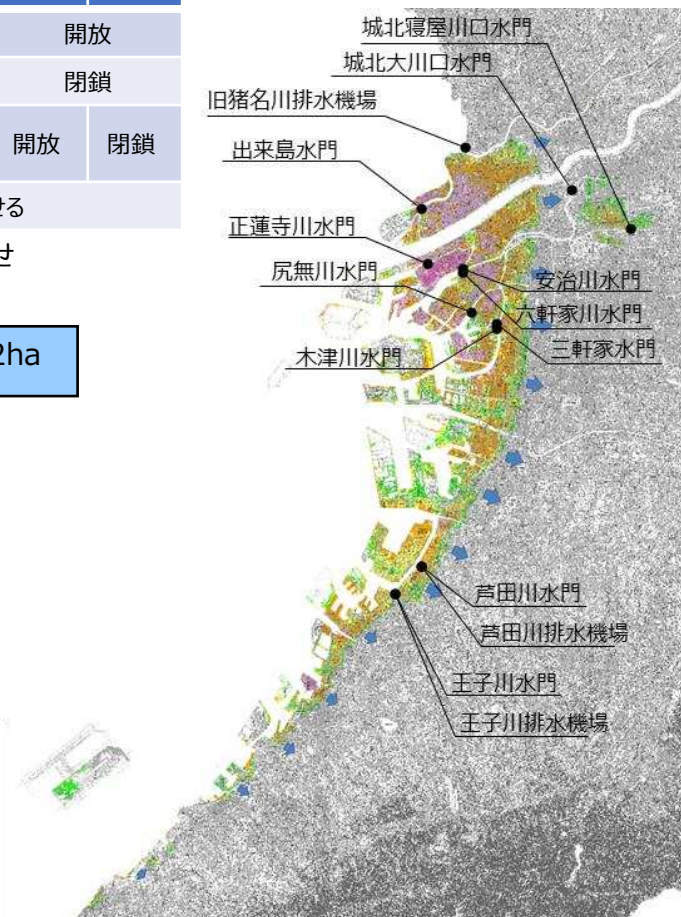 開放
閉鎖
開放 閉鎖
せる
せ
2ha
城北寝屋川口水門
城北大川口水門
旧猪名川排水機場
出来島水門
正蓮寺川水門
尻無川水門
安治川水門
六軒家川水門
木津川水門
三軒家水門
芦田川水門
芦田川排水機場
王子川水門
王子川排水機場